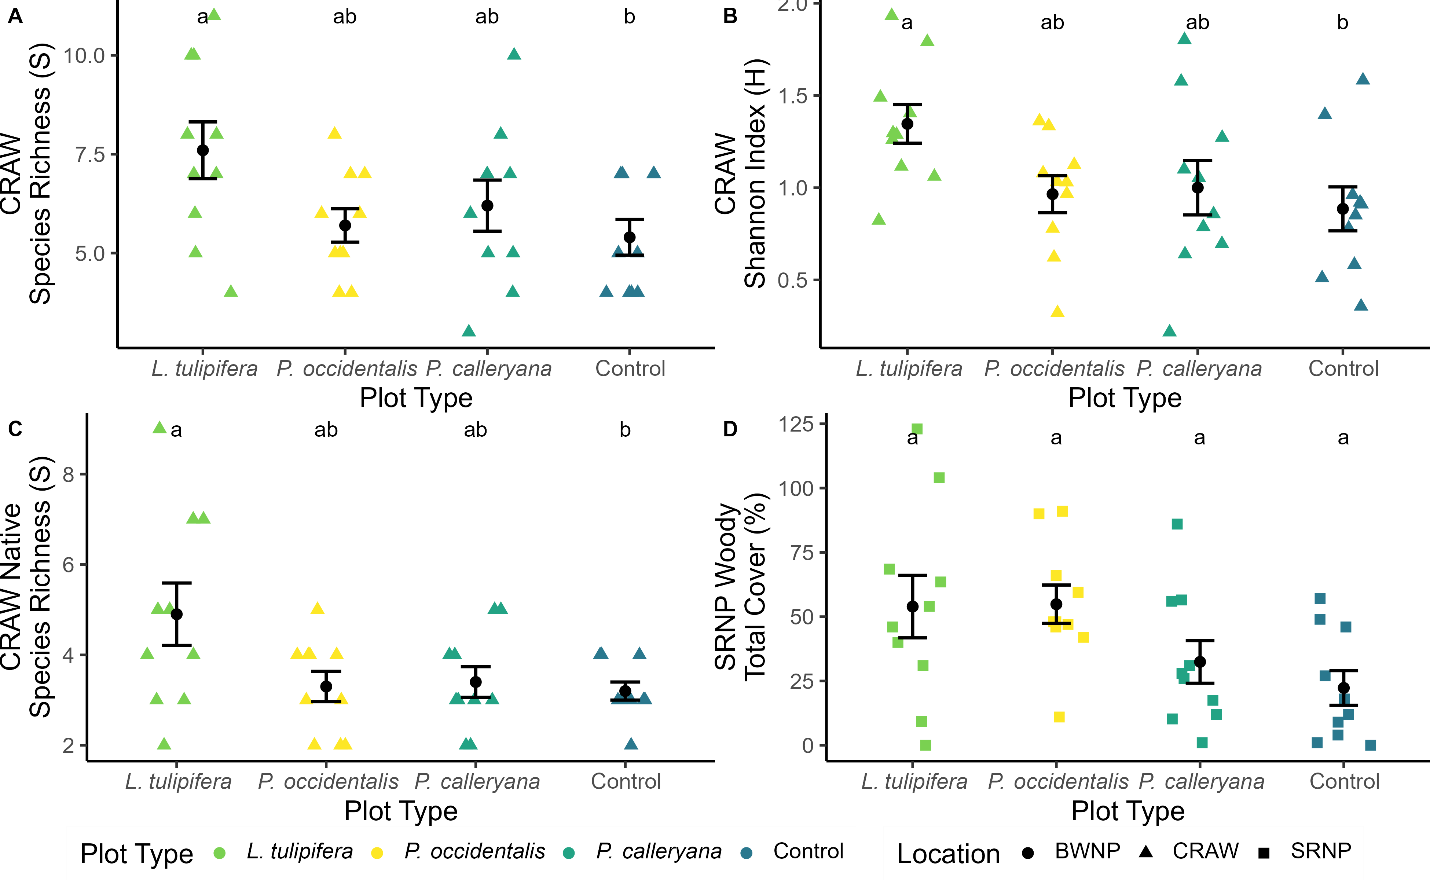 A
CRAW
Species Richness (S)
10.0
7.5
5.0
a
ab
ab
b
L. tulipifera
P. occidentalis
P. calleryana
Control
Plot Type
B
CRAW
Shannon Index (H)
2.0
1.5
1.0
0.5
a
ab
ab
b
L. tulipifera
P. occidentalis
P. calleryana
Control
Plot Type
C
CRAW Native
Species Richness (S)
8
6
4
2
a
ab
ab
b
L. tulipifera
P. occidentalis
P. calleryana
Control
Plot Type
D
SRNP Woody
Total Cover (%)
125
100
75
50
25
0
a
a
a
a
L. tulipifera
P. occidentalis
P. calleryana
Control
Plot Type
Plot Type L. tulipifera P. occidentalis P. calleryana Control Location BWNP CRAW SRNP